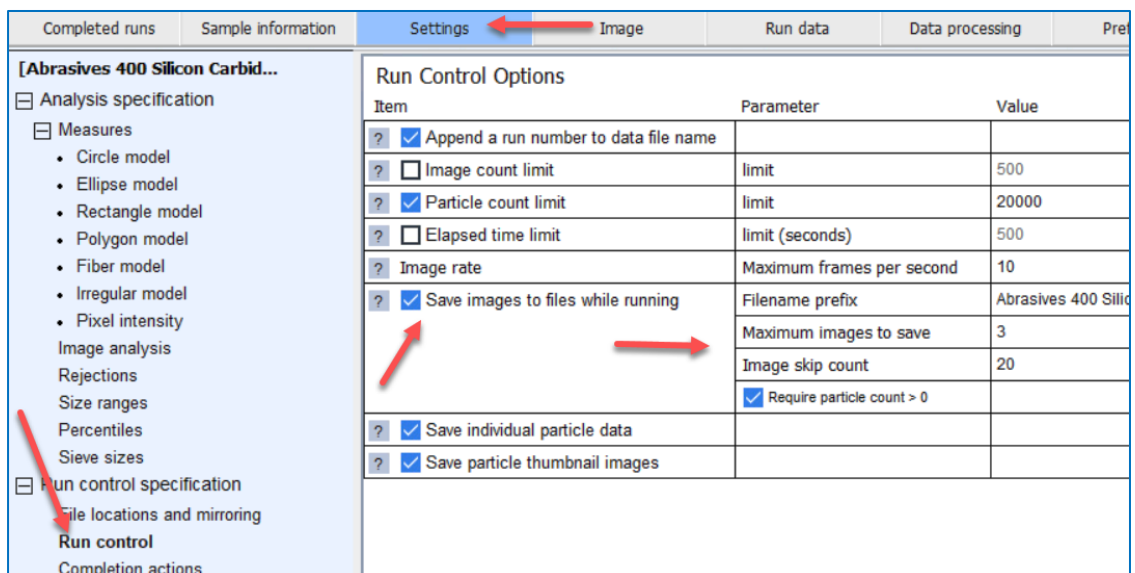 Completed runs Sample information Settings Image Run data Data processing Pref
[Abrasives 400 Silicon Carbid...
Analysis specification
Measures
Circle model
Ellipse model
Rectangle model
Polygon model
Fiber model
Irregular model
Pixel intensity
Image analysis
Rejections
Size ranges
Percentiles
Sieve sizes
Run control specification
File locations and mirroring
Run control
Completion actions
Run Control Options
Item Parameter Value
? Append a run number to data file name
? Image count limit limit 500
? Particle count limit limit 20000
? Elapsed time limit limit (seconds) 500
? Image rate Maximum frames per second 10
? Save images to files while running Filename prefix Abrasives 400 Silic
Maximum images to save 3
Image skip count 20
Require particle count > 0
? Save individual particle data
? Save particle thumbnail images